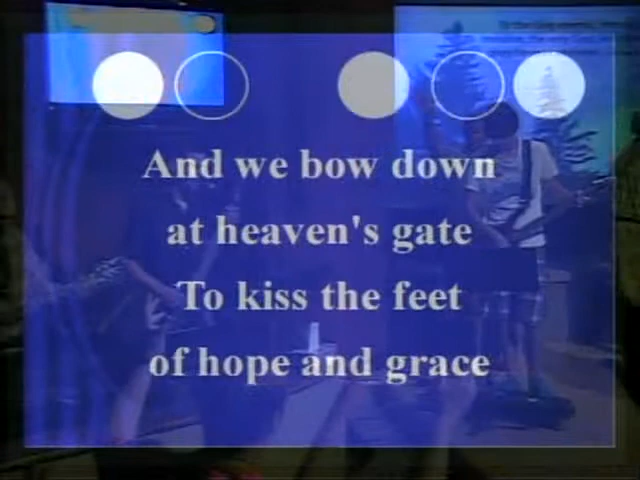 And we bow down
at heaven's gate
To kiss the feet
of hope and grace